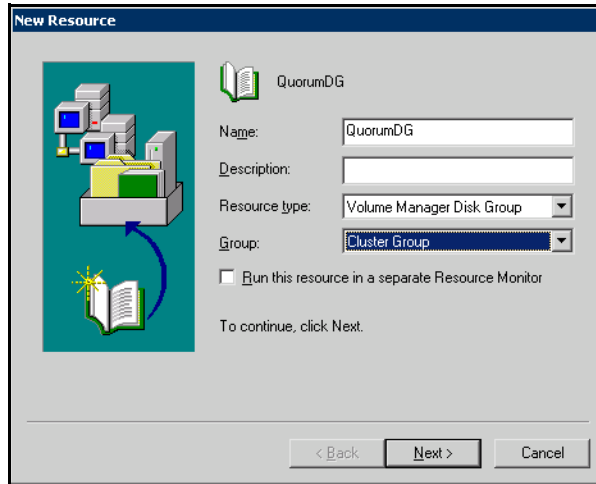 New Resource
QuorumDG
Name: QuorumDG
Description:
Resource type: Volume Manager Disk Group
Group: Cluster Group
Run this resource in a separate Resource Monitor
To continue, click Next.
< Back Next > Cancel